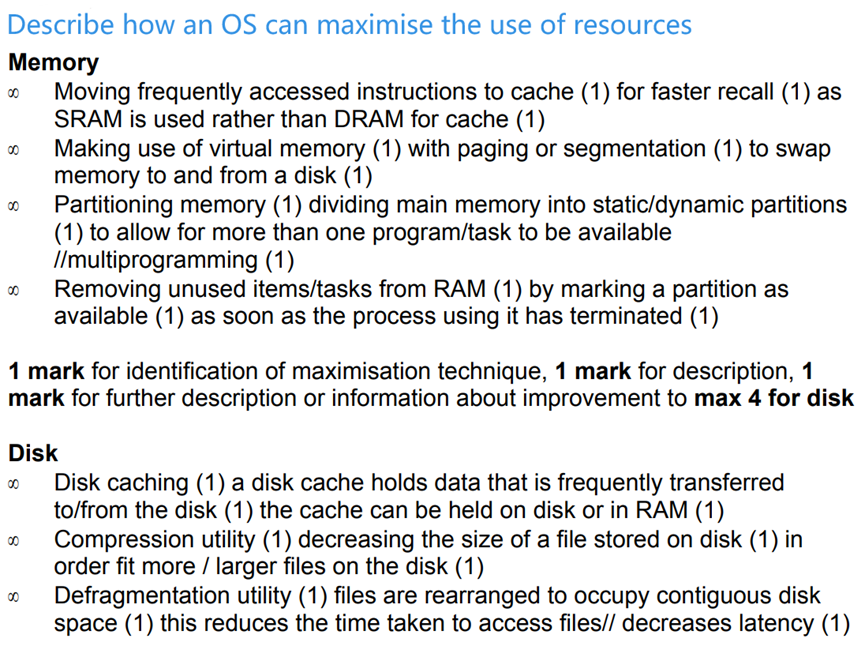 Describe how an OS can maximise the use of resources
Memory
∞ Moving frequently accessed instructions to cache (1) for faster recall (1) as
SRAM is used rather than DRAM for cache (1)
∞ Making use of virtual memory (1) with paging or segmentation (1) to swap
memory to and from a disk (1)
∞ Partitioning memory (1) dividing main memory into static/dynamic partitions
(1) to allow for more than one program/task to be available
//multiprogramming (1)
∞ Removing unused items/tasks from RAM (1) by marking a partition as
available (1) as soon as the process using it has terminated (1)
1 mark for identification of maximisation technique, 1 mark for description, 1
mark for further description or information about improvement to max 4 for disk
Disk
∞ Disk caching (1) a disk cache holds data that is frequently transferred
to/from the disk (1) the cache can be held on disk or in RAM (1)
∞ Compression utility (1) decreasing the size of a file stored on disk (1) in
order fit more / larger files on the disk (1)
∞ Defragmentation utility (1) files are rearranged to occupy contiguous disk
space (1) this reduces the time taken to access files// decreases latency (1)